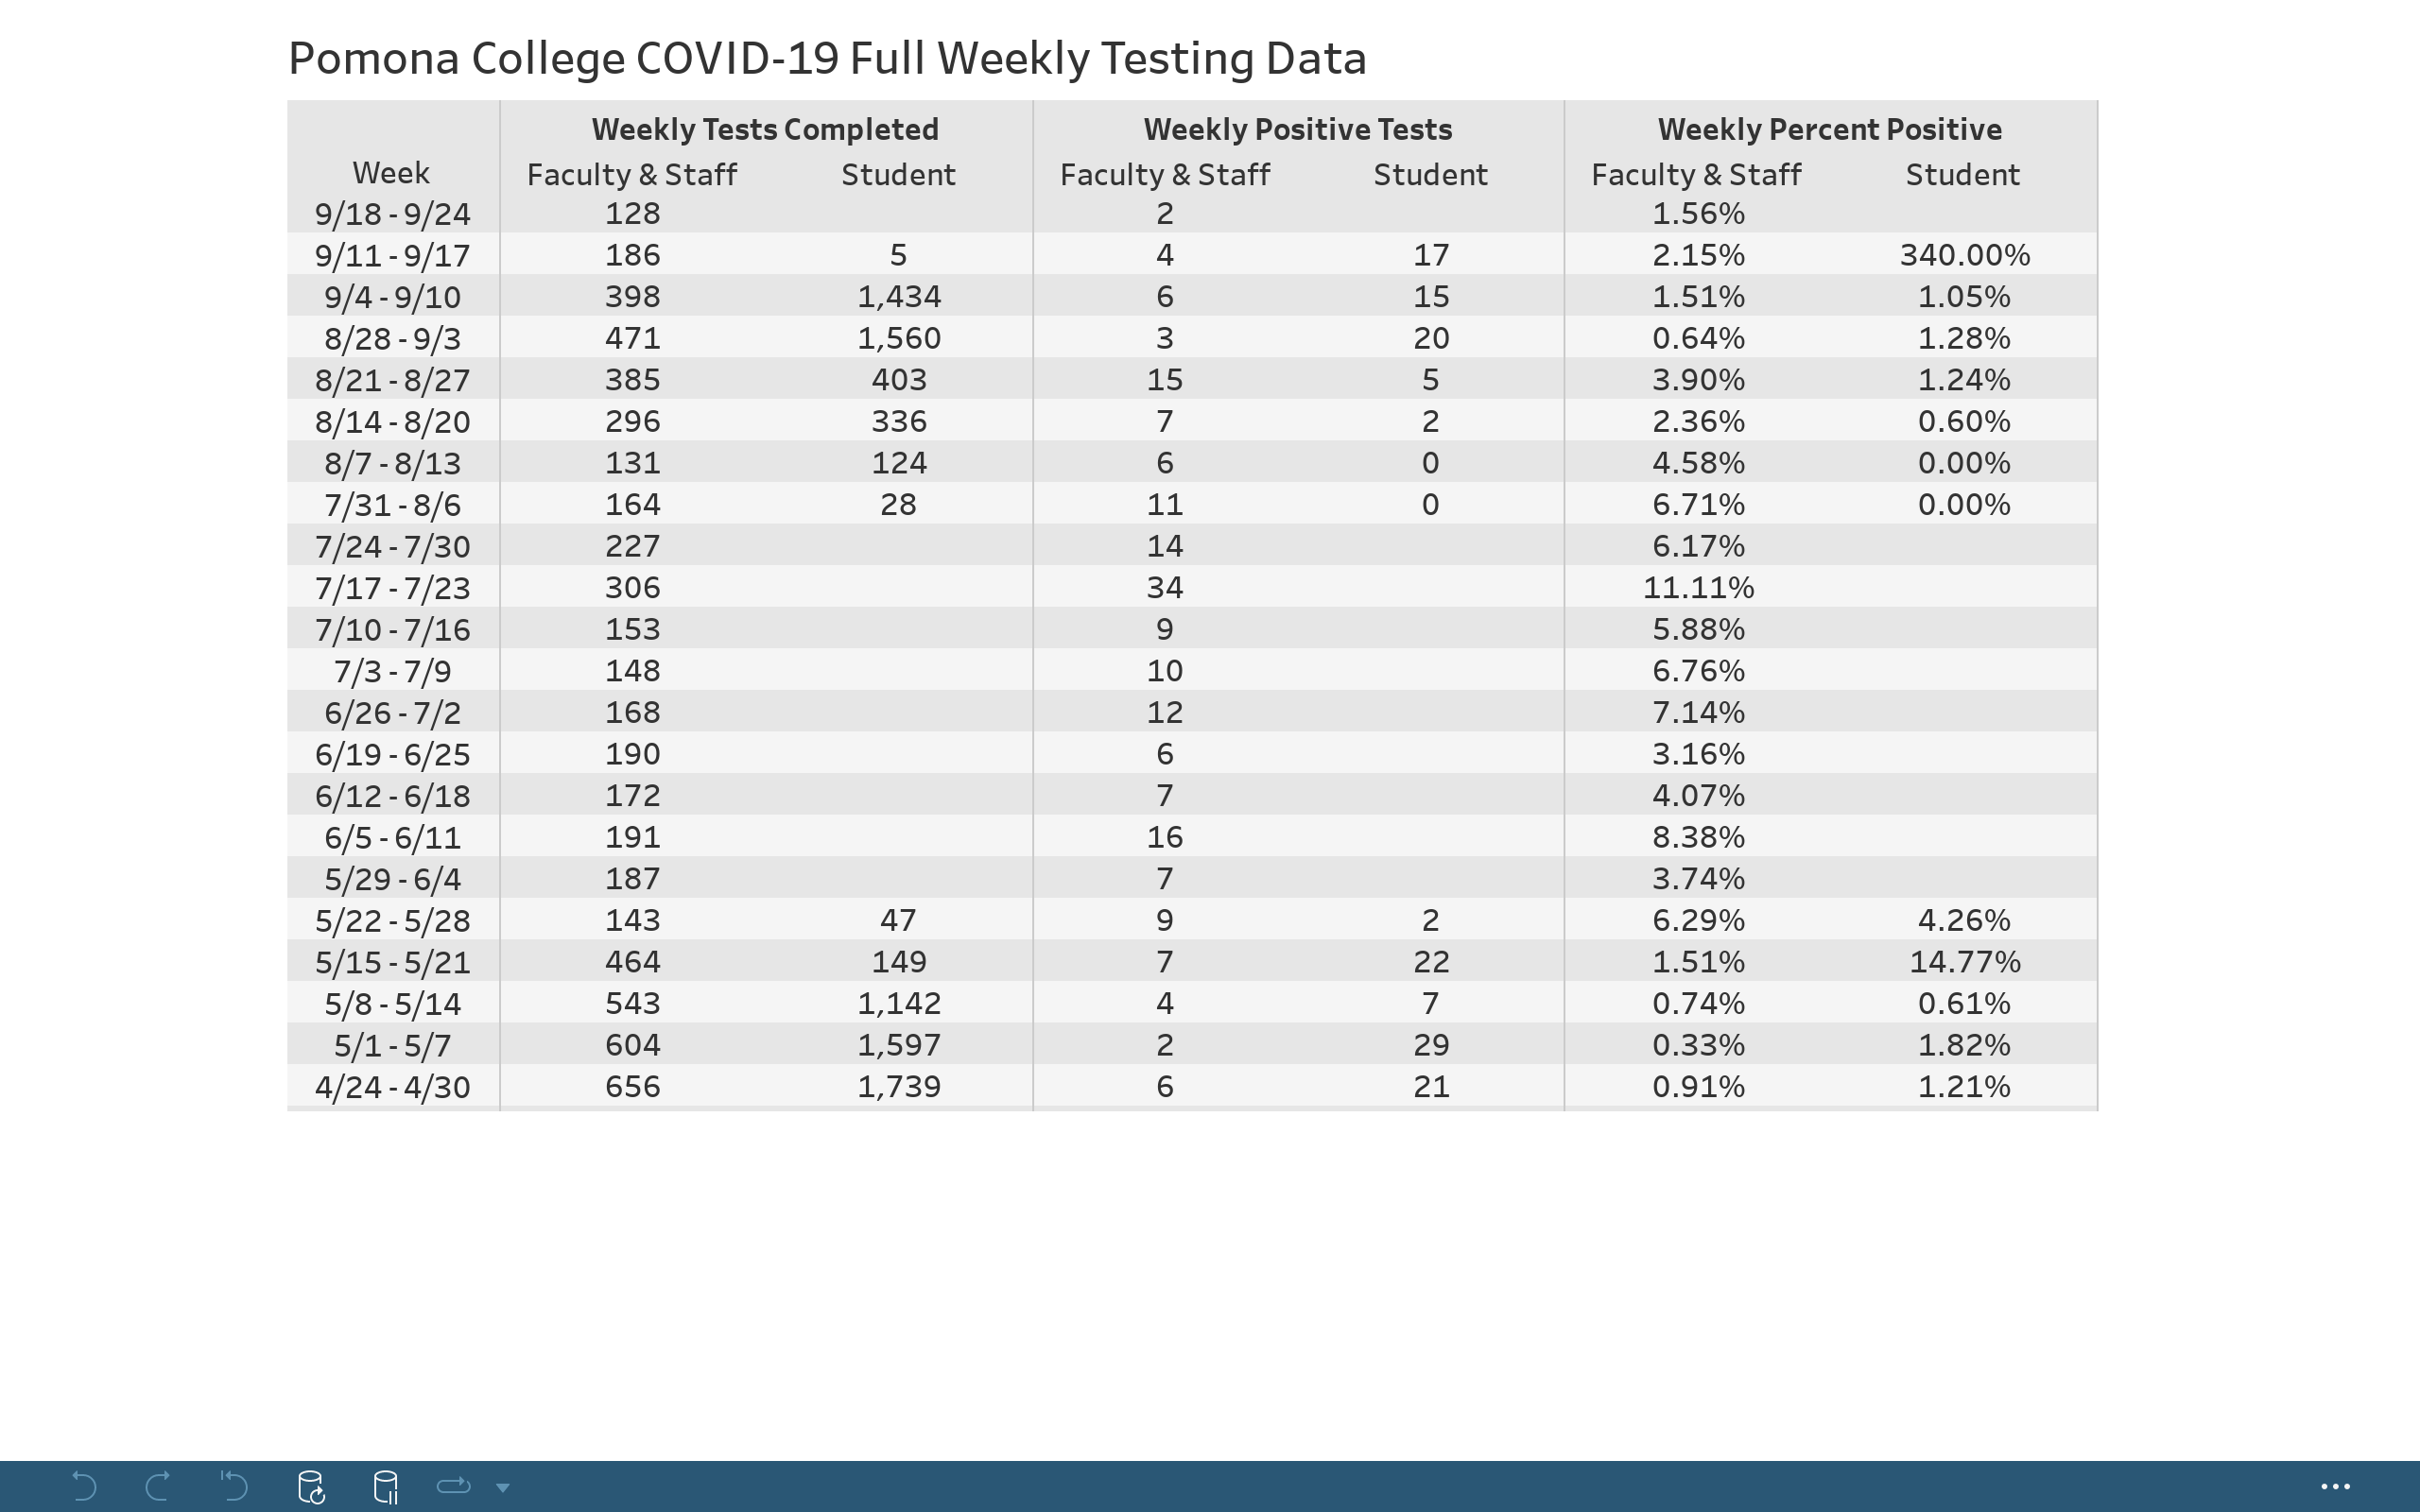 Pomona College COVID-19 Full Weekly Testing Data
Weekly Tests Completed Weekly Positive Tests Weekly Percent Positive
Week Faculty & Staff Student Faculty & Staff Student Faculty & Staff Student
9/18 - 9/24 128 2 1.56%
9/11 - 9/17 186 5 4 17 2.15% 340.00%
9/4 - 9/10 398 1,434 6 15 1.51% 1.05%
8/28 - 9/3 471 1,560 3 20 0.64% 1.28%
8/21 - 8/27 385 403 15 5 3.90% 1.24%
8/14 - 8/20 296 336 7 2 2.36% 0.60%
8/7 - 8/13 131 124 6 0 4.58% 0.00%
7/31 - 8/6 164 28 11 0 6.71% 0.00%
7/24 - 7/30 227 14 6.17%
7/17 - 7/23 306 34 11.11%
7/10 - 7/16 153 9 5.88%
7/3 - 7/9 148 10 6.76%
6/26 - 7/2 168 12 7.14%
6/19 - 6/25 190 6 3.16%
6/12 - 6/18 172 7 4.07%
6/5 - 6/11 191 16 8.38%
5/29 - 6/4 187 7 3.74%
5/22 - 5/28 143 47 9 2 6.29% 4.26%
5/15 - 5/21 464 149 7 22 1.51% 14.77%
5/8 - 5/14 543 1,142 4 7 0.74% 0.61%
5/1 - 5/7 604 1,597 2 29 0.33% 1.82%
4/24 - 4/30 656 1,739 6 21 0.91% 1.21%